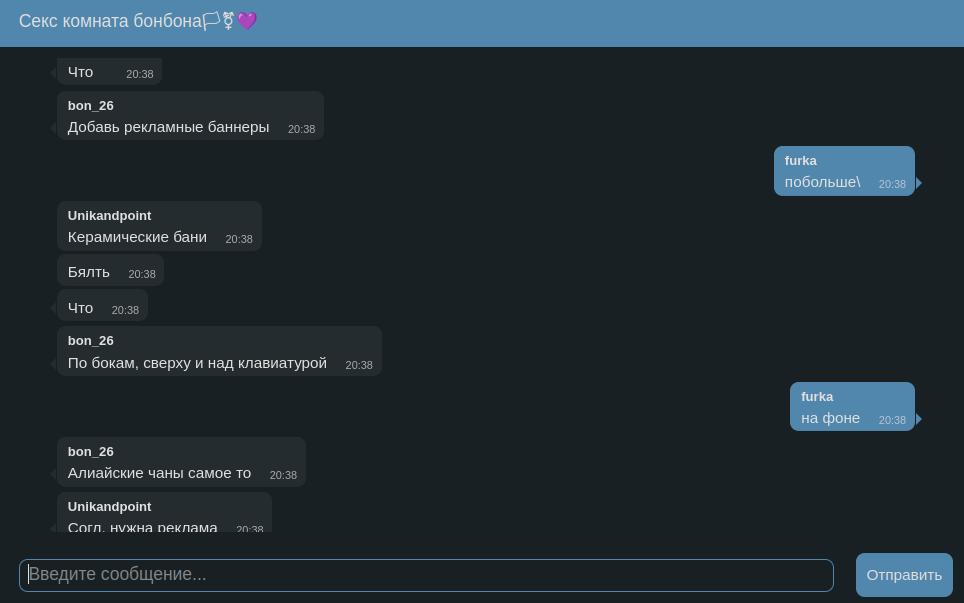 Секс комната бонбона🏳️‍⚧️💜
Что 20:38
bon_26
Добавь рекламные баннеры 20:38
furka
побольше\ 20:38
Unikandpoint
Керамические бани 20:38
Бялть 20:38
Что 20:38
bon_26
По бокам, сверху и над клавиатурой 20:38
furka
на фоне 20:38
bon_26
Алиайские чаны самое то 20:38
Unikandpoint
Согл. нужна реклама 20:38
Введите сообщение...
Отправить